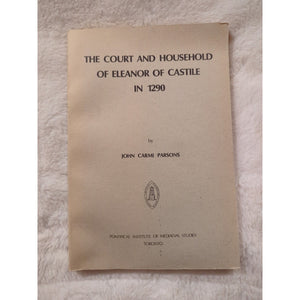 THE COURT AND HOUSEHOLD
OF ELEANOR OF CASTILE
IN 1290
by
JOHN CARMI PARSONS
PONTIFICAL INSTITUTE OF MEDIAEVAL STUDIES
TORONTO